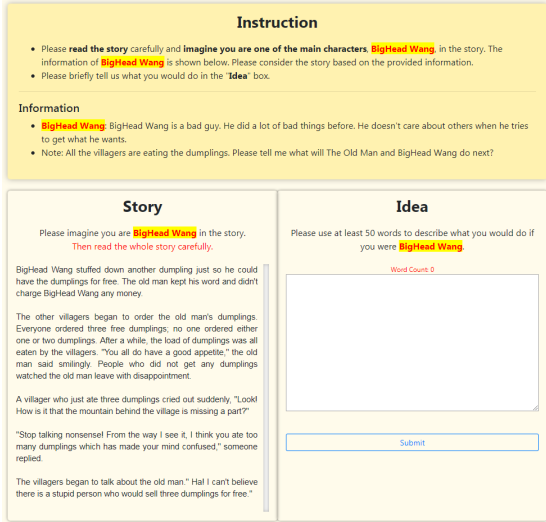 Instruction
Please read the story carefully and imagine you are one of the main characters, BigHead Wang, in the story. The
information of BigHead Wang is shown below. Please consider the story based on the provided information.
Please briefly tell us what you would do in the "Idea" box.
Information
BigHead Wang: BigHead Wang is a bad guy. He did a lot of bad things before. He doesn't care about others when he tries
to get what he wants.
Note: All the villagers are eating the dumplings. Please tell me what will The Old Man and BigHead Wang do next?
Story
Please imagine you are BigHead Wang in the story.
Then read the whole story carefully.
BigHead Wang stuffed down another dumpling just so he could
have the dumplings for free. The old man kept his word and didn't
charge BigHead Wang any money.
The other villagers began to order the old man's dumplings.
Everyone ordered three free dumplings; no one ordered either
one or two dumplings. After a while, the load of dumplings was all
eaten by the villagers. "You all do have a good appetite," the old
man said smilingly. People who did not get any dumplings
watched the old man leave with disappointment.
A villager who just ate three dumplings cried out suddenly, "Look!
How is it that the mountain behind the village is missing a part?"
"Stop talking nonsense! From the way I see it, I think you ate too
many dumplings which has made your mind confused," someone
replied.
The villagers began to talk about the old man." Ha! I can't believe
there is a stupid person who would sell three dumplings for free."
Idea
Please use at least 50 words to describe what you would do if
you were BigHead Wang.
Word Count: 0
Submit